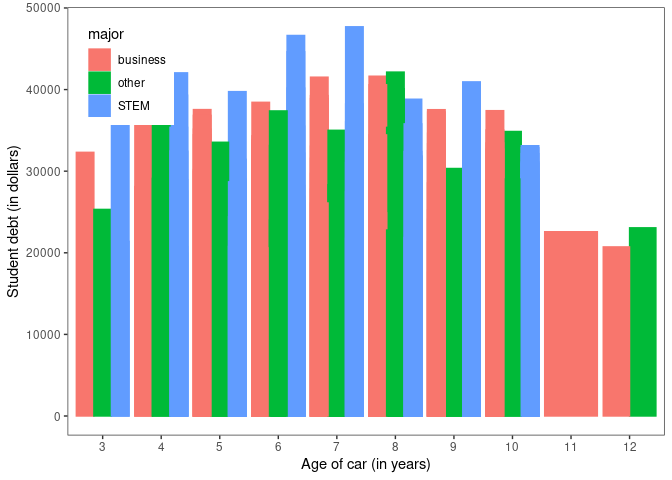 50000
major
business
other
STEM
40000
30000
20000
10000
0
Student debt (in dollars)
3 4 5 6 7 8 9 10 11 12
Age of car (in years)